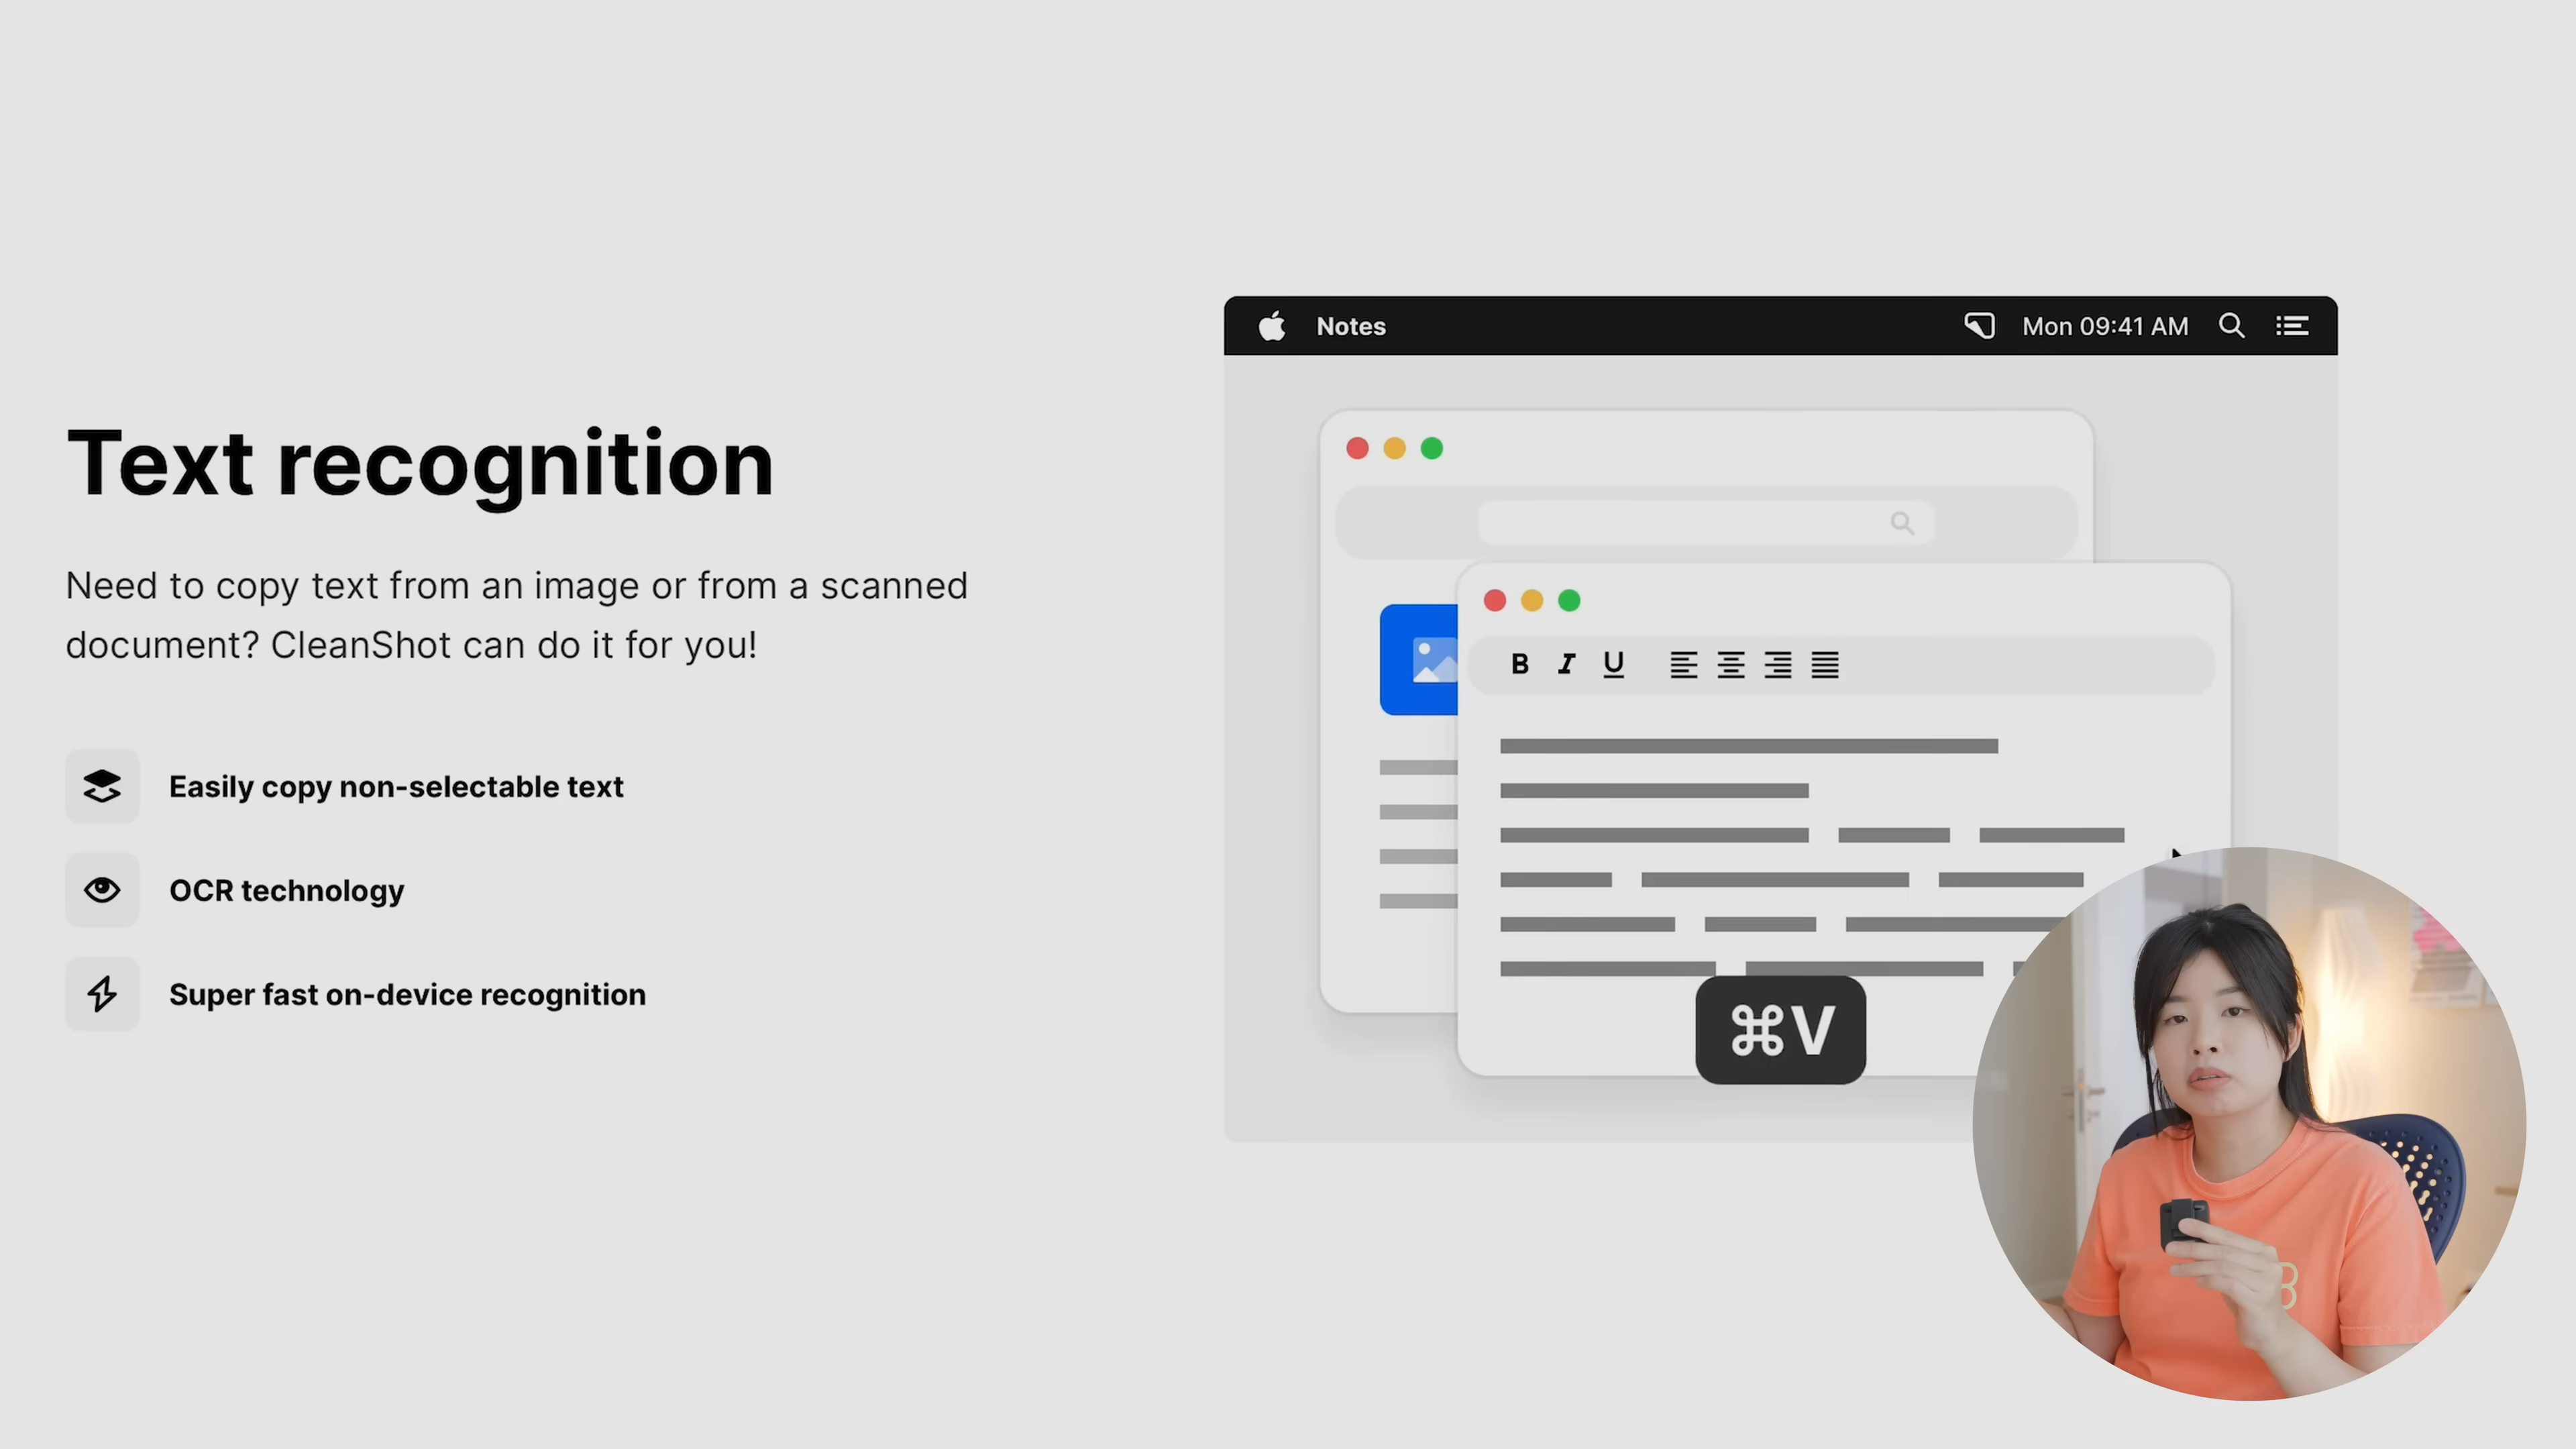 Text recognition
Need to copy text from an image or from a scanned
document? CleanShot can do it for you!
Easily copy non-selectable text
OCR technology
Super fast on-device recognition
Notes
Mon 09:41 AM
B I U
⌘V
B